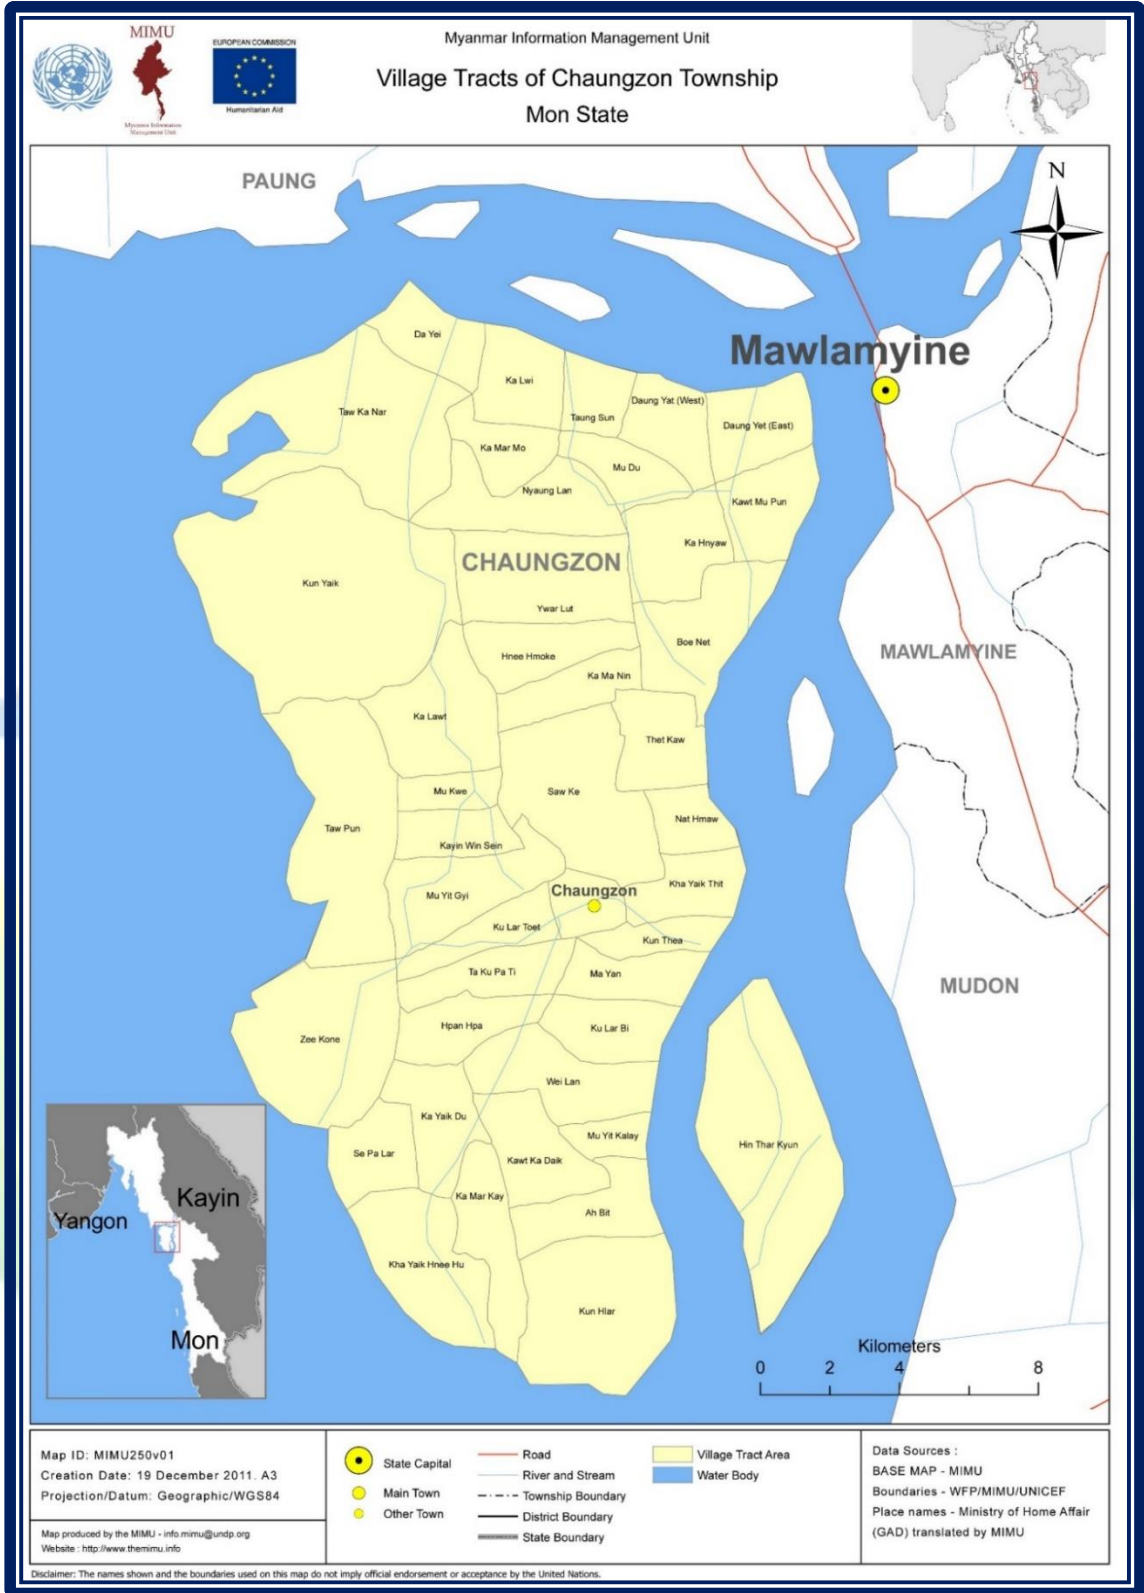 MIMU
Myanmar Information
Management Unit
EUROPEAN COMMISSION
Humanitarian Aid
Myanmar Information Management Unit
Village Tracts of Chaungzon Township
Mon State
PAUNG
N
Mawlamyine
Da Yei
Ka Lwi
Taw Ka Nar
Taung Sun
Daung Yat (West)
Daung Yet (East)
Ka Mar Mo
Mu Du
Nyaung Lan
Kawt Mu Pun
Ka Hnyaw
CHAUNGZON
Kun Yaik
Ywar Lut
Boe Net
MAWLAMYINE
Hnee Hmoke
Ka Ma Nin
Ka Lawt
Thet Kaw
Mu Kwe
Saw Ke
Nat Hmaw
Taw Pun
Kayin Win Sein
Kha Yaik Thit
Chaungzon
Mu Yit Gyi
Ku Lar Toet
Kun Thea
Ta Ku Pa Ti
Ma Yan
MUDON
Hpan Hpa
Ku Lar Bi
Zee Kone
Wei Lan
Ka Yaik Du
Mu Yit Kalay
Hin Thar Kyun
Se Pa Lar
Kawt Ka Daik
Ka Mar Kay
Ah Bit
Kha Yaik Hnee Hu
Kun Hlar
Kayin
Yangon
Mon
Kilometers
0 2 4 8
Map ID: MIMU250v01
Creation Date: 19 December 2011. A3
Projection/Datum: Geographic/WGS84
Map produced by the MIMU - info.mimu@undp.org
Website : http://www.themimu.info
State Capital
Main Town
Other Town
Road
River and Stream
Township Boundary
District Boundary
State Boundary
Village Tract Area
Water Body
Data Sources :
BASE MAP - MIMU
Boundaries - WFP/MIMU/UNICEF
Place names - Ministry of Home Affair
(GAD) translated by MIMU
Disclaimer: The names shown and the boundaries used on this map do not imply official endorsement or acceptance by the United Nations.